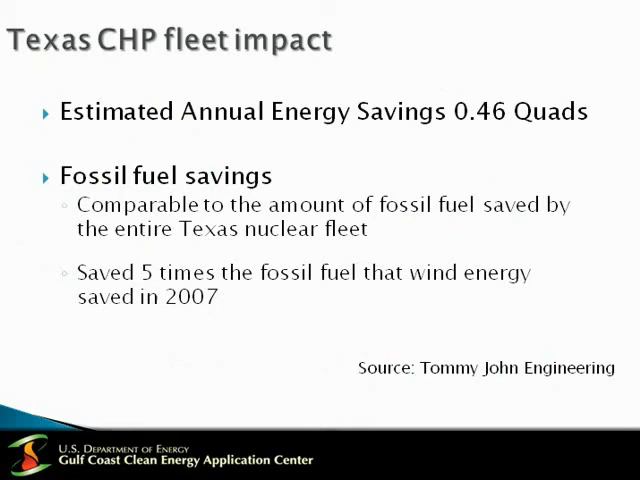 Texas CHP fleet impact
Estimated Annual Energy Savings 0.46 Quads
Fossil fuel savings
Comparable to the amount of fossil fuel saved by
the entire Texas nuclear fleet
Saved 5 times the fossil fuel that wind energy
saved in 2007
Source: Tommy John Engineering
U.S. DEPARTMENT OF ENERGY
Gulf Coast Clean Energy Application Center